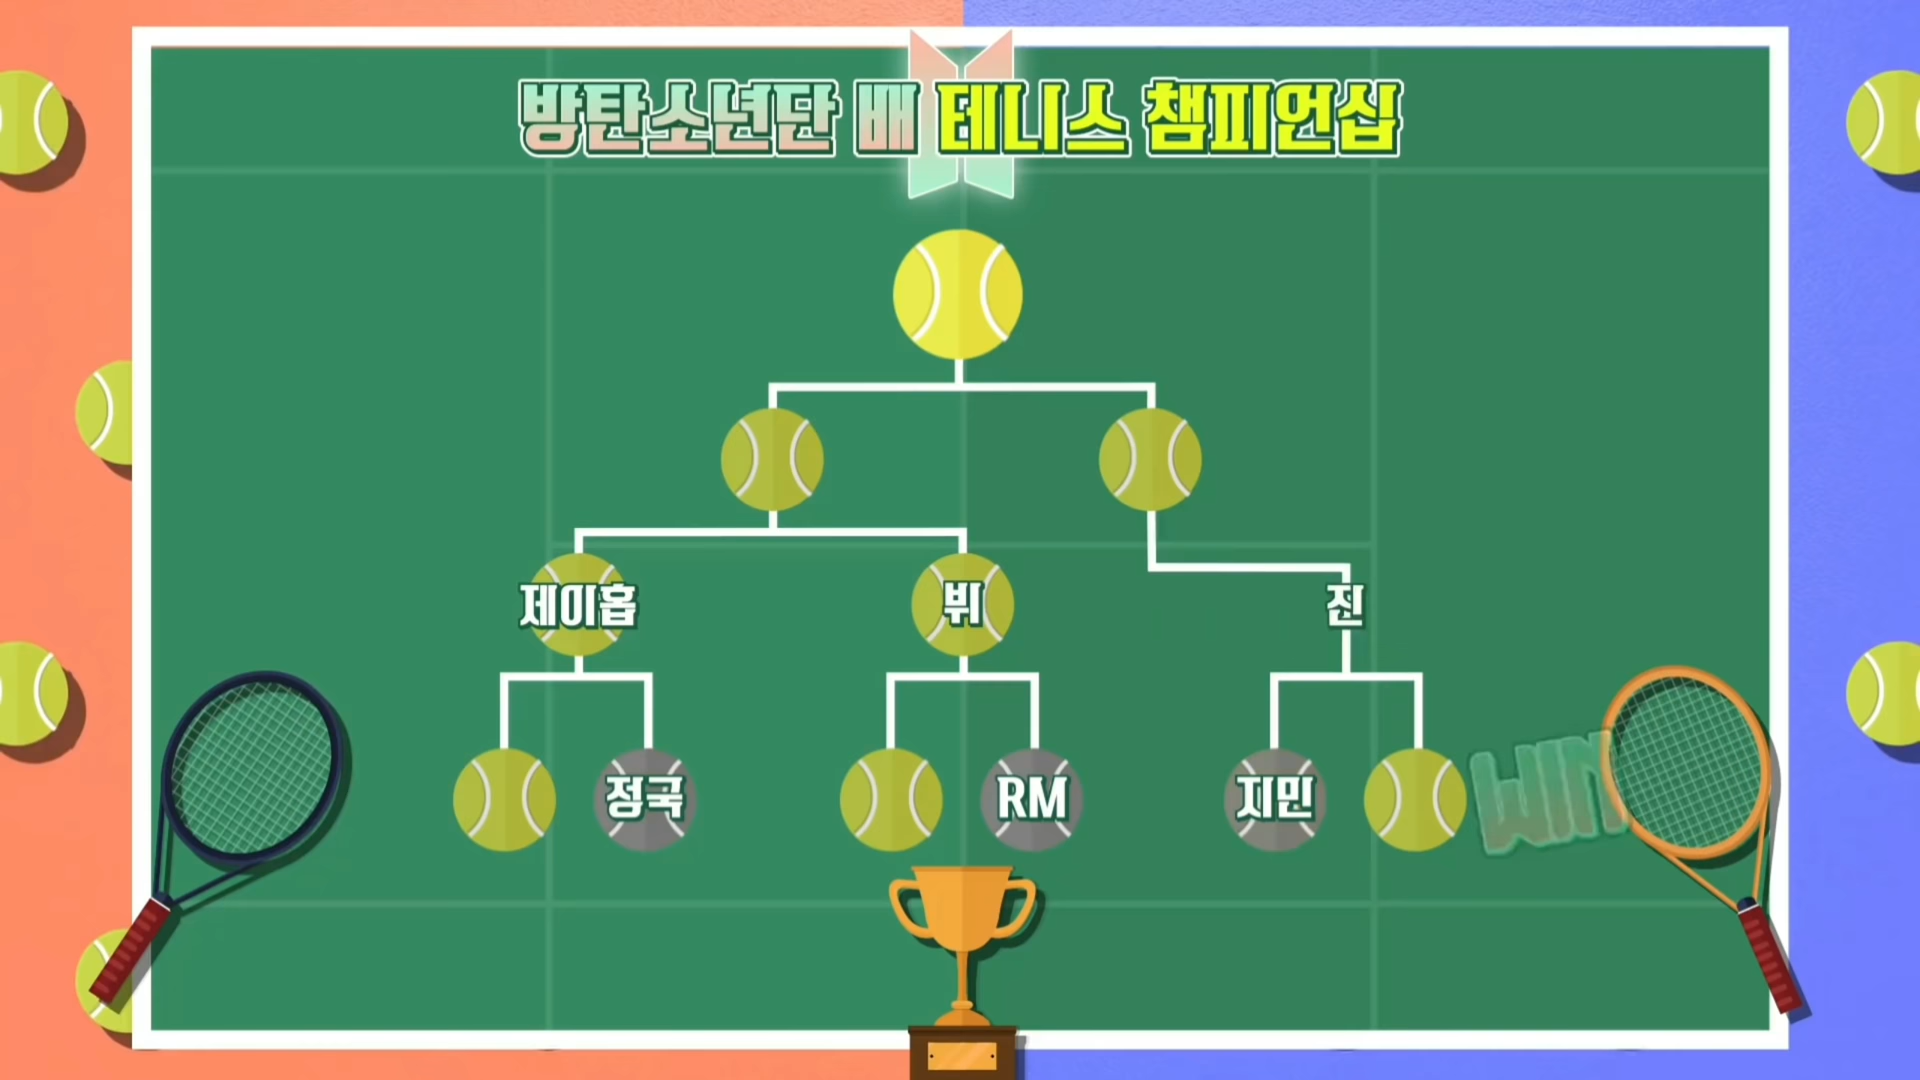 방탄소년단 배 테니스 챔피언십
제이홉
뷔
진
정국
RM
지민
WIN